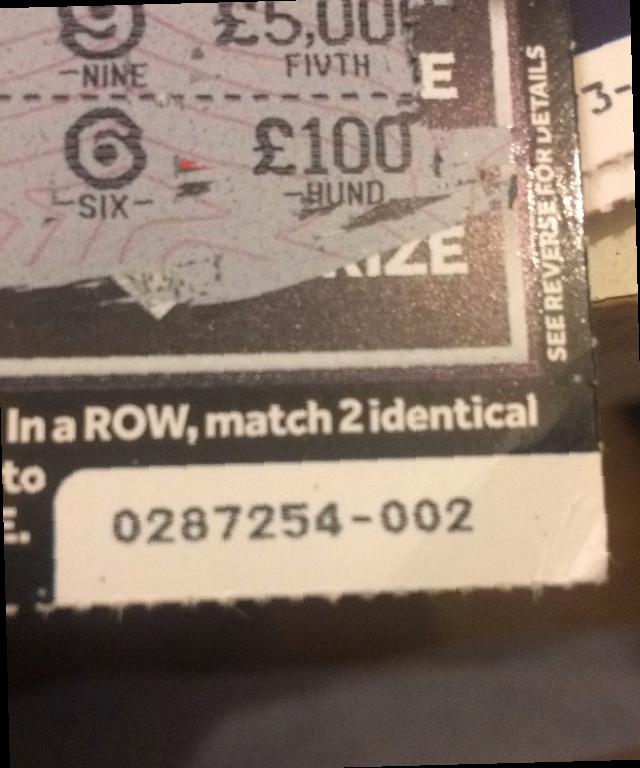 9 £5,00
-NINE FIVTH
E
6 £100
-SIX- -HUND
RIZE
SEE REVERSE FOR DETAILS
3-
In a ROW, match 2 identical
to
E.
0287254-002